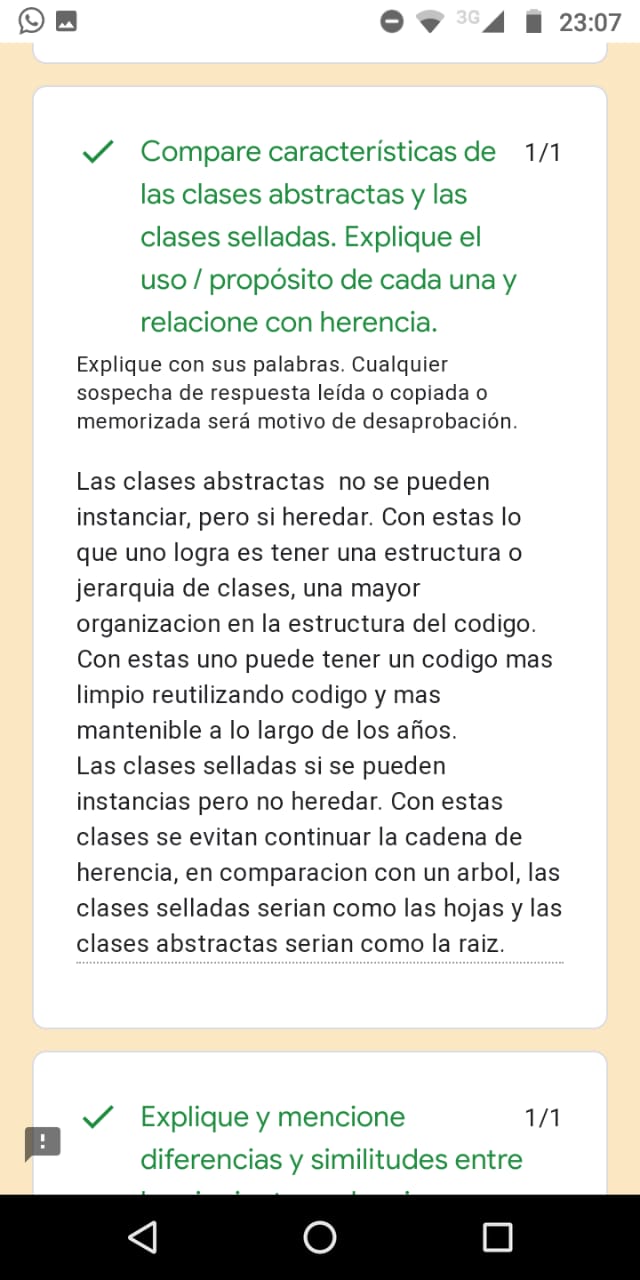 3G 23:07
Compare características de 1/1
las clases abstractas y las
clases selladas. Explique el
uso / propósito de cada una y
relacione con herencia.
Explique con sus palabras. Cualquier
sospecha de respuesta leída o copiada o
memorizada será motivo de desaprobación.
Las clases abstractas  no se pueden
instanciar, pero si heredar. Con estas lo
que uno logra es tener una estructura o
jerarquia de clases, una mayor
organizacion en la estructura del codigo.
Con estas uno puede tener un codigo mas
limpio reutilizando codigo y mas
mantenible a lo largo de los años.
Las clases selladas si se pueden
instancias pero no heredar. Con estas
clases se evitan continuar la cadena de
herencia, en comparacion con un arbol, las
clases selladas serian como las hojas y las
clases abstractas serian como la raiz.
Explique y mencione 1/1
diferencias y similitudes entre